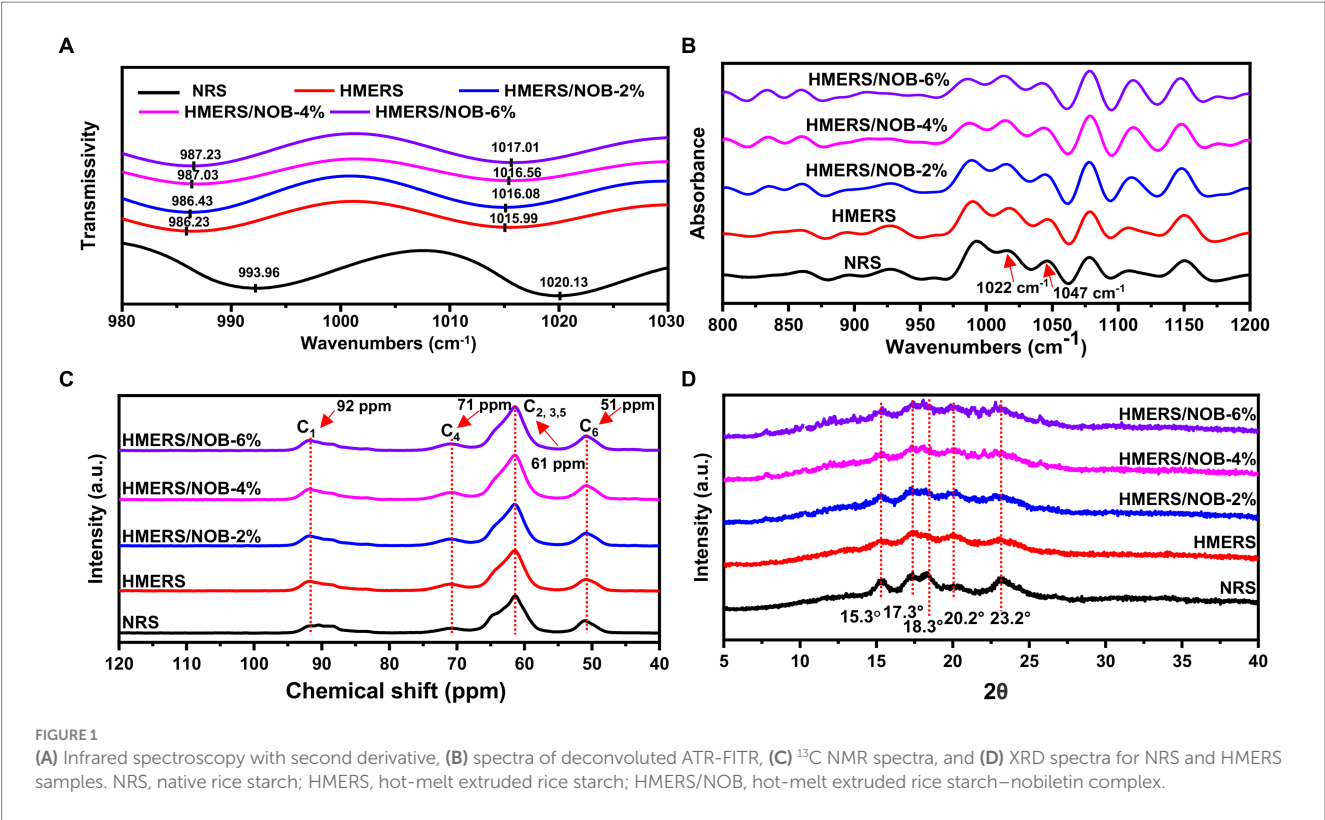 A
NRS HMERS HMERS/NOB-2%
HMERS/NOB-4% HMERS/NOB-6%
987.23 1017.01
987.03 1016.56
986.43 1016.08
986.23 1015.99
993.96 1020.13
Transmissivity
980 990 1000 1010 1020 1030
Wavenumbers (cm-1)
B
HMERS/NOB-6%
HMERS/NOB-4%
HMERS/NOB-2%
HMERS
NRS
1022 cm-1 1047 cm-1
Absorbance
800 850 900 950 1000 1050 1100 1150 1200
Wavenumbers (cm-1)
C
92 ppm 71 ppm C2, 3,5 51 ppm
C1 C4 C6
61 ppm
HMERS/NOB-6%
HMERS/NOB-4%
HMERS/NOB-2%
HMERS
NRS
Intensity (a.u.)
120 110 100 90 80 70 60 50 40
Chemical shift (ppm)
D
HMERS/NOB-6%
HMERS/NOB-4%
HMERS/NOB-2%
HMERS
NRS
15.3° 17.3° 18.3° 20.2° 23.2°
Intensity (a.u.)
5 10 15 20 25 30 35 40
2θ
FIGURE 1
(A) Infrared spectroscopy with second derivative, (B) spectra of deconvoluted ATR-FITR, (C) 13C NMR spectra, and (D) XRD spectra for NRS and HMERS
samples. NRS, native rice starch; HMERS, hot-melt extruded rice starch; HMERS/NOB, hot-melt extruded rice starch–nobiletin complex.